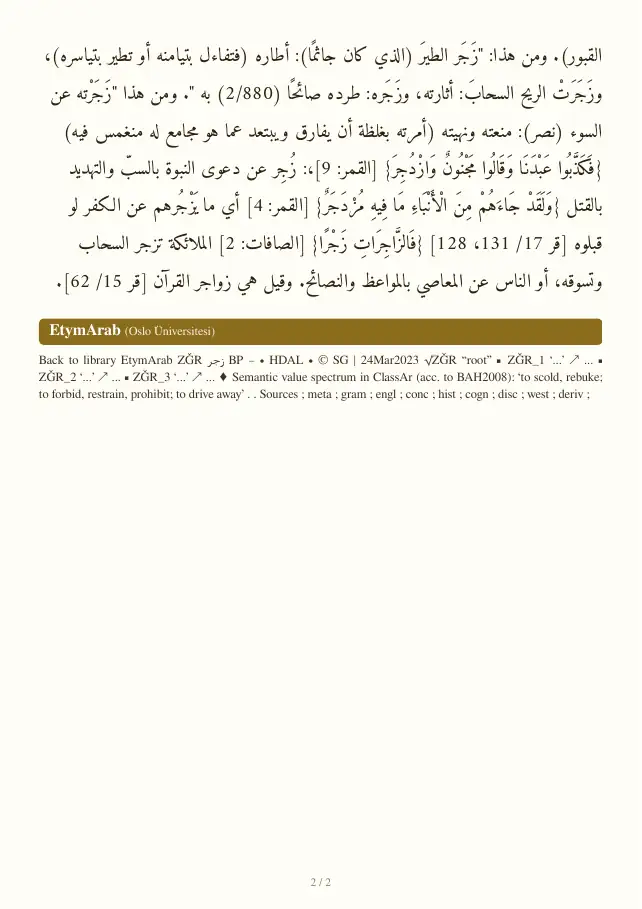 القبور). ومن هذا: "زَجَر الطيرَ (الذي كان جاثمًا): أطاره (فتفاءل بتيامنه أو تطير بتياسره)،
وزَجَرَتْ الريح السحابَ: أثارته، وزَجَره: طرده صائحًا (2/880) به ". ومن هذا "زَجَرْته عن
السوء (نصر): منعته ونهيته (أمرته بغلظة أن يفارق ويبتعد عما هو مجامع له منغمس فيه)
{فَكَذَّبُوا عَبْدَنَا وَقَالُوا مَجْنُونٌ وَازْدُجِرَ} [القمر: 9]،: زُجِر عن دعوى النبوة بالسبّ والتهديد
بالقتل {وَلَقَدْ جَاءَهُمْ مِنَ الْأَنْبَاءِ مَا فِيهِ مُزْدَجَرٌ} [القمر: 4] أي ما يَزْجُرهم عن الكفر لو
قبلوه [قر 17/ 131، 128] {فَالزَّاجِرَاتِ زَجْرًا} [الصافات: 2] الملائكة تزجر السحاب
وتسوقه، أو الناس عن المعاصي بالمواعظ والنصائح. وقيل هي زواجر القرآن [قر 15/ 62].
EtymArab (Oslo Üniversitesi)
Back to library EtymArab ZǦR زجر BP – • HDAL • © SG | 24Mar2023 √ZǦR “root” ▪ ZǦR_1 ‘...’ ↗ ... ▪
ZǦR_2 ‘...’ ↗ ... ▪ ZǦR_3 ‘...’ ↗ ... ♦ Semantic value spectrum in ClassAr (acc. to BAH2008): ‘to scold, rebuke;
to forbid, restrain, prohibit; to drive away’ . . Sources ; meta ; gram ; engl ; conc ; hist ; cogn ; disc ; west ; deriv ;
2 / 2